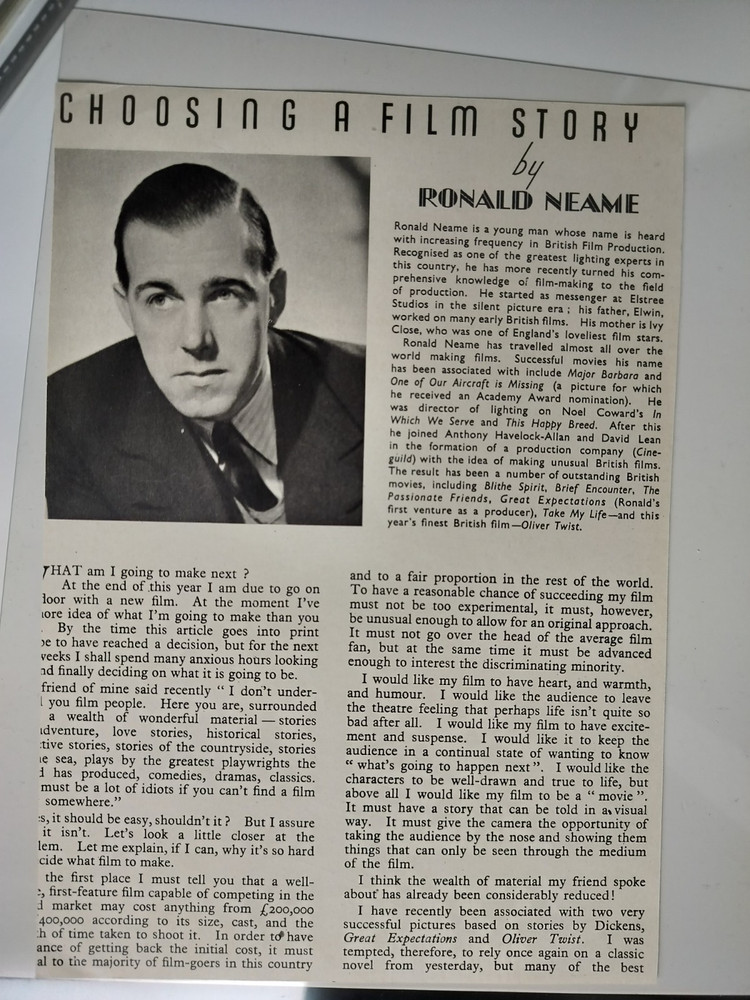 CHOOSING A FILM STORY
by
RONALD NEAME
Ronald Neame is a young man whose name is heard
with increasing frequency in British Film Production.
Recognised as one of the greatest lighting experts in
this country, he has more recently turned his com-
prehensive knowledge of film-making to the field
of production. He started as messenger at Elstree
Studios in the silent picture era ; his father, Elwin,
worked on many early British films. His mother is Ivy
Close, who was one of England's loveliest film stars.
Ronald Neame has travelled almost all over the
world making films. Successful movies his name
has been associated with include Major Barbara and
One of Our Aircraft is Missing (a picture for which
he received an Academy Award nomination). He
was director of lighting on Noel Coward's In
Which We Serve and This Happy Breed. After this
he joined Anthony Havelock-Allan and David Lean
in the formation of a production company (Cine-
guild) with the idea of making unusual British films.
The result has been a number of outstanding British
movies, including Blithe Spirit, Brief Encounter, The
Passionate Friends, Great Expectations (Ronald's
first venture as a producer), Take My Life—and this
year's finest British film—Oliver Twist.
HAT am I going to make next ?
At the end of this year I am due to go on
loor with a new film. At the moment I've
ore idea of what I'm going to make than you
. By the time this article goes into print
e to have reached a decision, but for the next
veeks I shall spend many anxious hours looking
nd finally deciding on what it is going to be.
friend of mine said recently “ I don't under-
l you film people. Here you are, surrounded
a wealth of wonderful material — stories
dventure, love stories, historical stories,
tive stories, stories of the countryside, stories
e sea, plays by the greatest playwrights the
has produced, comedies, dramas, classics.
must be a lot of idiots if you can't find a film
somewhere.”
s, it should be easy, shouldn't it ? But I assure
it isn't. Let's look a little closer at the
lem. Let me explain, if I can, why it's so hard
cide what film to make.
the first place I must tell you that a well-
, first-feature film capable of competing in the
market may cost anything from £200,000
400,000 according to its size, cast, and the
h of time taken to shoot it. In order to have
ance of getting back the initial cost, it must
al to the majority of film-goers in this country
and to a fair proportion in the rest of the world.
To have a reasonable chance of succeeding my film
must not be too experimental, it must, however,
be unusual enough to allow for an original approach.
It must not go over the head of the average film
fan, but at the same time it must be advanced
enough to interest the discriminating minority.
I would like my film to have heart, and warmth,
and humour. I would like the audience to leave
the theatre feeling that perhaps life isn't quite so
bad after all. I would like my film to have excite-
ment and suspense. I would like it to keep the
audience in a continual state of wanting to know
“ what's going to happen next ”. I would like the
characters to be well-drawn and true to life, but
above all I would like my film to be a “ movie ”.
It must have a story that can be told in a visual
way. It must give the camera the opportunity of
taking the audience by the nose and showing them
things that can only be seen through the medium
of the film.
I think the wealth of material my friend spoke
about has already been considerably reduced !
I have recently been associated with two very
successful pictures based on stories by Dickens,
Great Expectations and Oliver Twist. I was
tempted, therefore, to rely once again on a classic
novel from yesterday, but many of the best